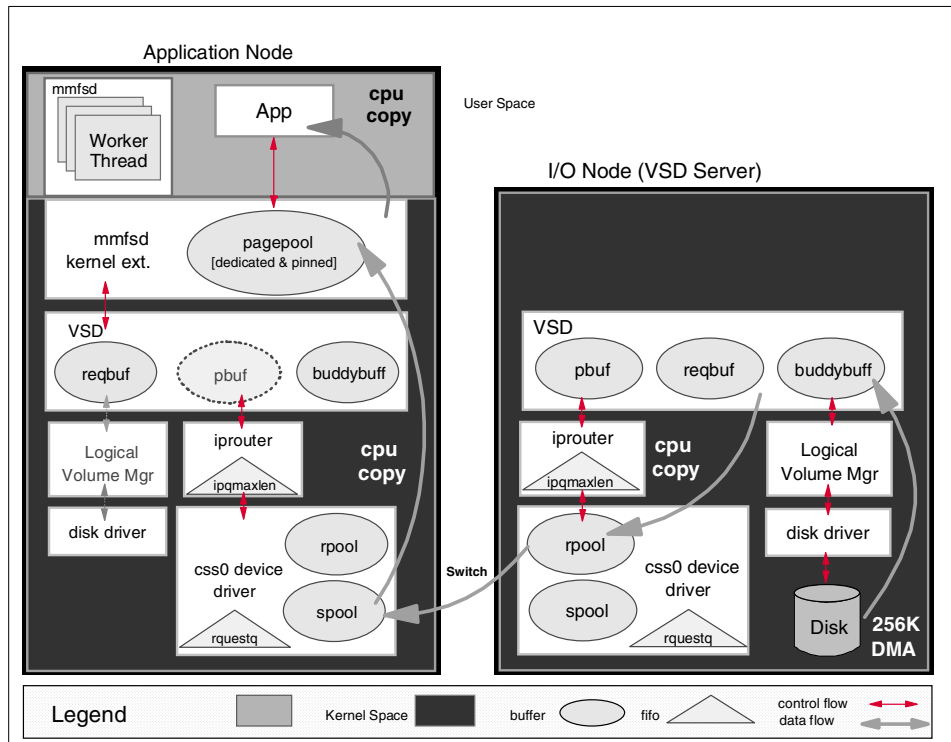 Application Node
mmfsd
Worker
Thread
App
cpu
copy
User Space
I/O Node (VSD Server)
mmfsd
kernel ext.
pagepool
[dedicated & pinned]
VSD
reqbuf
pbuf
buddybuff
Logical
Volume Mgr
disk driver
iprouter
ipqmaxlen
cpu
copy
rpool
css0 device
driver
spool
rquestq
Switch
VSD
pbuf
reqbuf
buddybuff
iprouter
ipqmaxlen
cpu
copy
Logical
Volume Mgr
disk driver
rpool
css0 device
driver
spool
rquestq
Disk
256K
DMA
Legend
Kernel Space
buffer
fifo
control flow
data flow